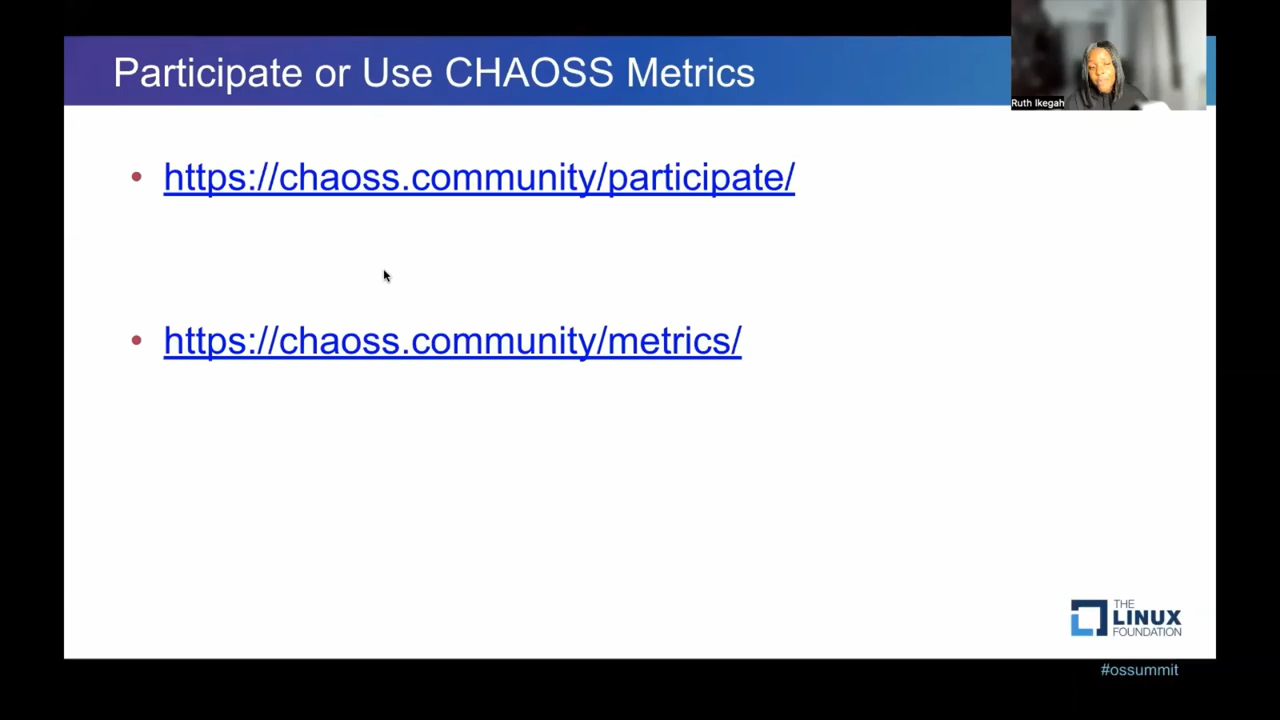 Participate or Use CHAOSS Metrics
Ruth Ikegah
https://chaoss.community/participate/
https://chaoss.community/metrics/
THE
LINUX
FOUNDATION
#ossummit